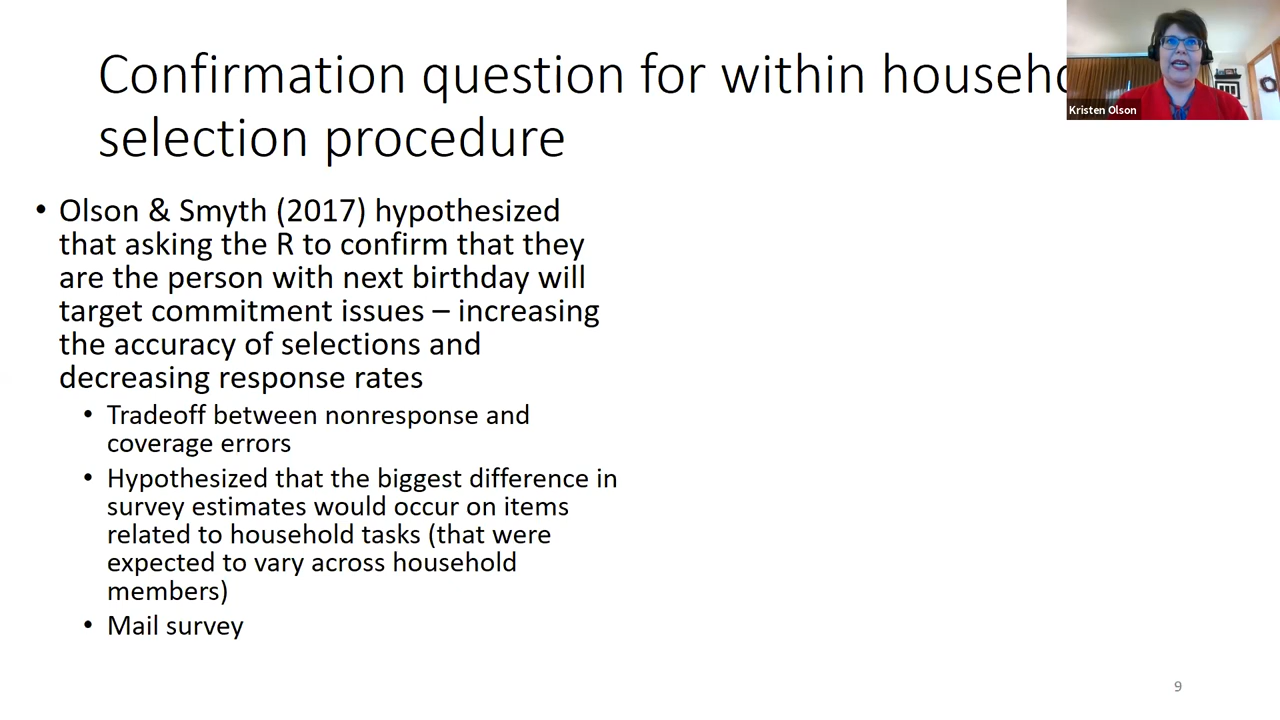 Confirmation question for within househo
selection procedure
Kristen Olson
• Olson & Smyth (2017) hypothesized
that asking the R to confirm that they
are the person with next birthday will
target commitment issues – increasing
the accuracy of selections and
decreasing response rates
• Tradeoff between nonresponse and
coverage errors
• Hypothesized that the biggest difference in
survey estimates would occur on items
related to household tasks (that were
expected to vary across household
members)
• Mail survey
9